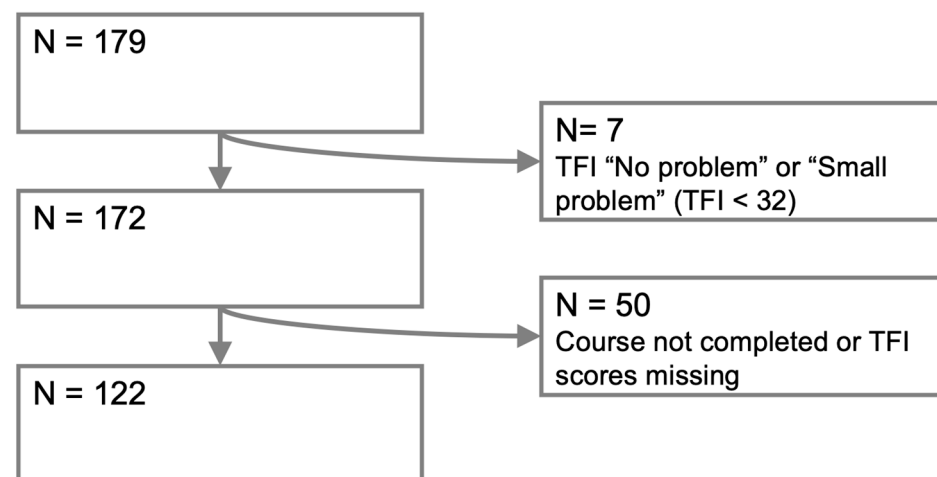 N = 179
N= 7
TFI “No problem” or “Small
problem” (TFI < 32)
N = 172
N = 50
Course not completed or TFI
scores missing
N = 122